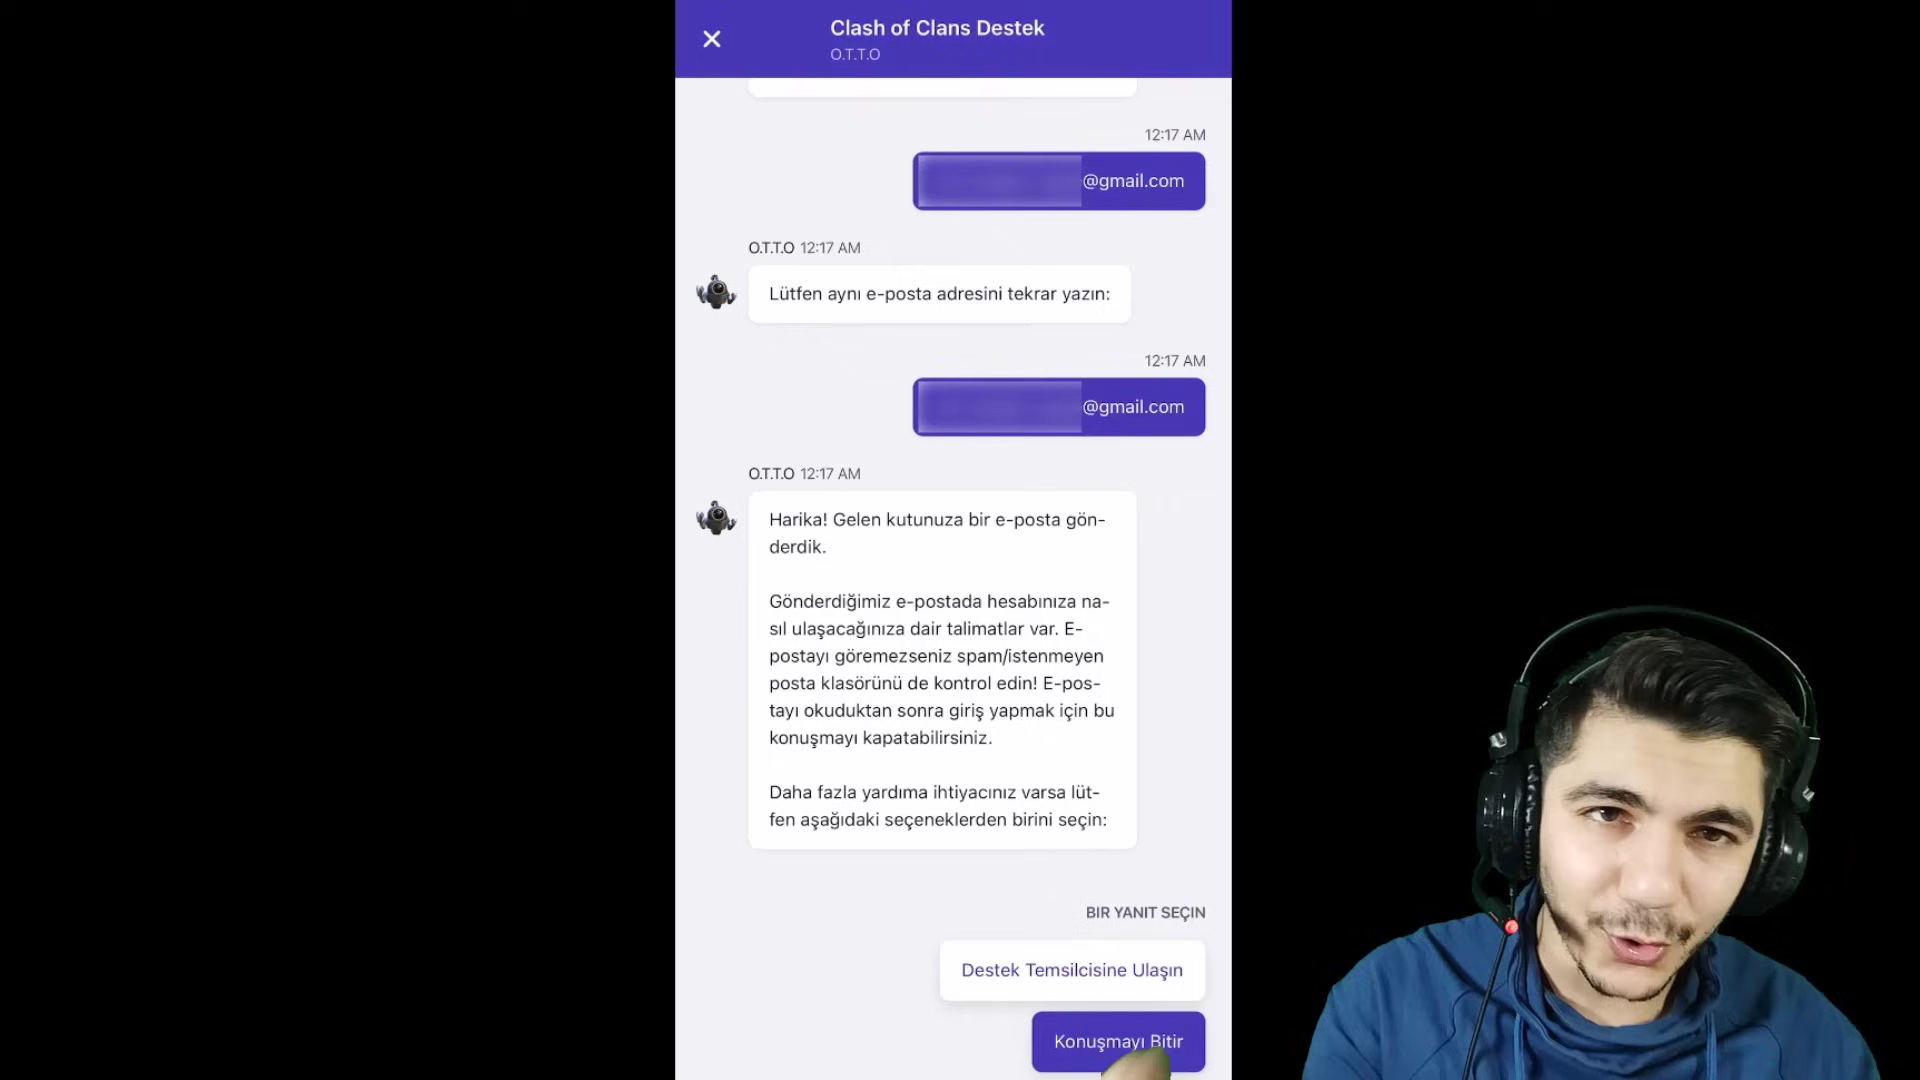 Clash of Clans Destek
O.T.T.O
12:17 AM
@gmail.com
O.T.T.O 12:17 AM
Lütfen aynı e-posta adresini tekrar yazın:
12:17 AM
@gmail.com
O.T.T.O 12:17 AM
Harika! Gelen kutunuza bir e-posta gön-
derdik.
Gönderdiğimiz e-postada hesabınıza na-
sıl ulaşacağınıza dair talimatlar var. E-
postayı göremezseniz spam/istenmeyen
posta klasörünü de kontrol edin! E-pos-
tayı okuduktan sonra giriş yapmak için bu
konuşmayı kapatabilirsiniz.
Daha fazla yardıma ihtiyacınız varsa lüt-
fen aşağıdaki seçeneklerden birini seçin:
BIR YANIT SEÇIN
Destek Temsilcisine Ulaşın
Konuşmayı Bitir